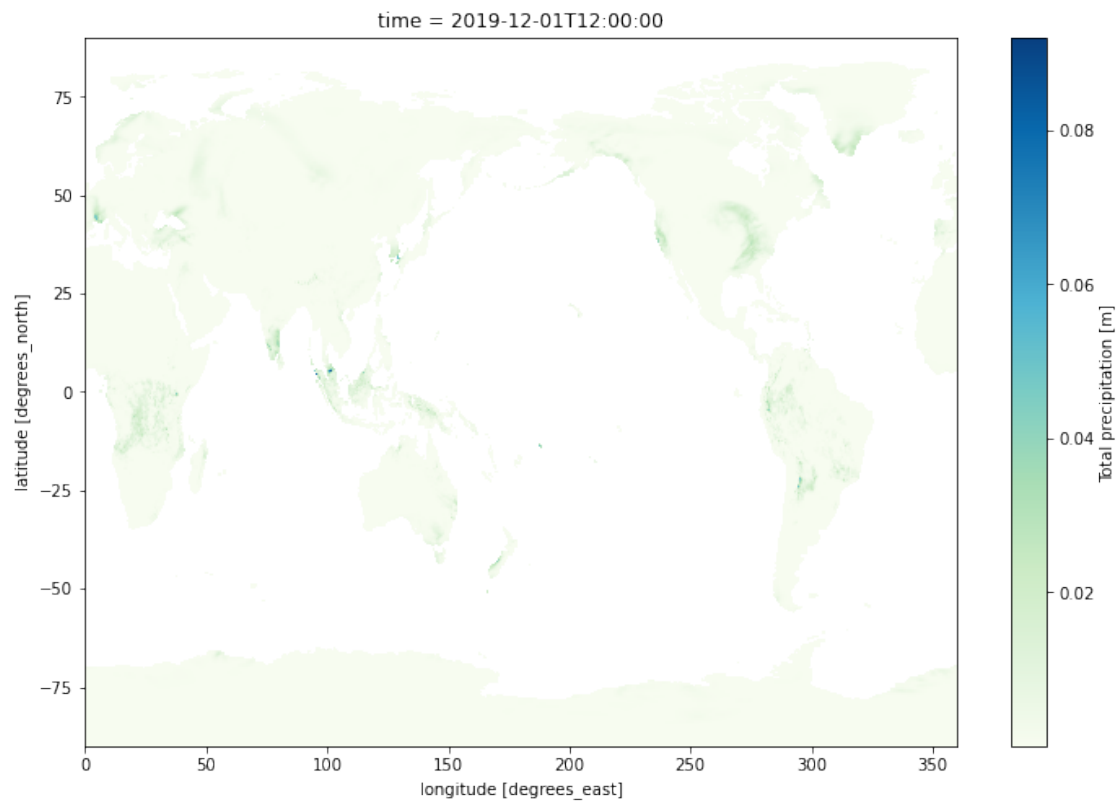 time = 2019-12-01T12:00:00
75
50
25
0
−25
−50
−75
latitude [degrees_north]
0 50 100 150 200 250 300 350
longitude [degrees_east]
0.08
0.06
0.04
0.02
Total precipitation [m]